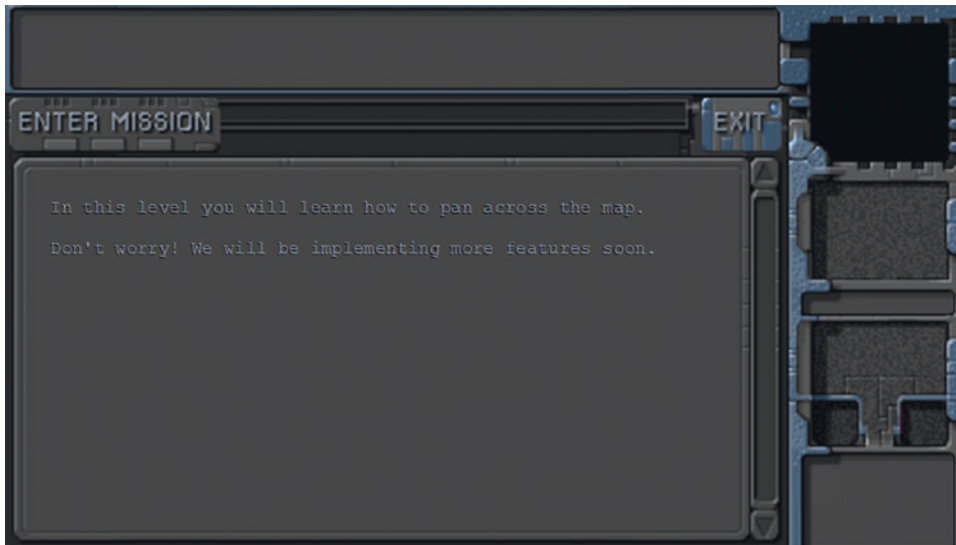 ENTER MISSION
EXIT
In this level you will learn how to pan across the map.
Don't worry! We will be implementing more features soon.